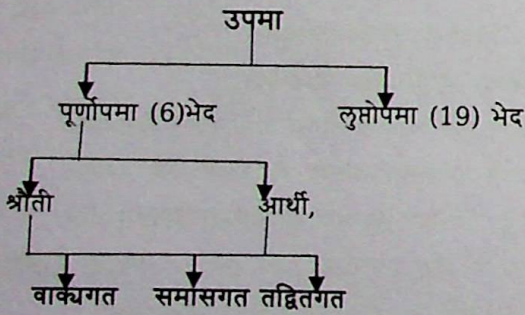 उपमा
पूर्णोपमा (6)भेद लुप्तोपमा (19) भेद
श्रौती आर्थी,
वाक्यगत समासगत तद्वितगत